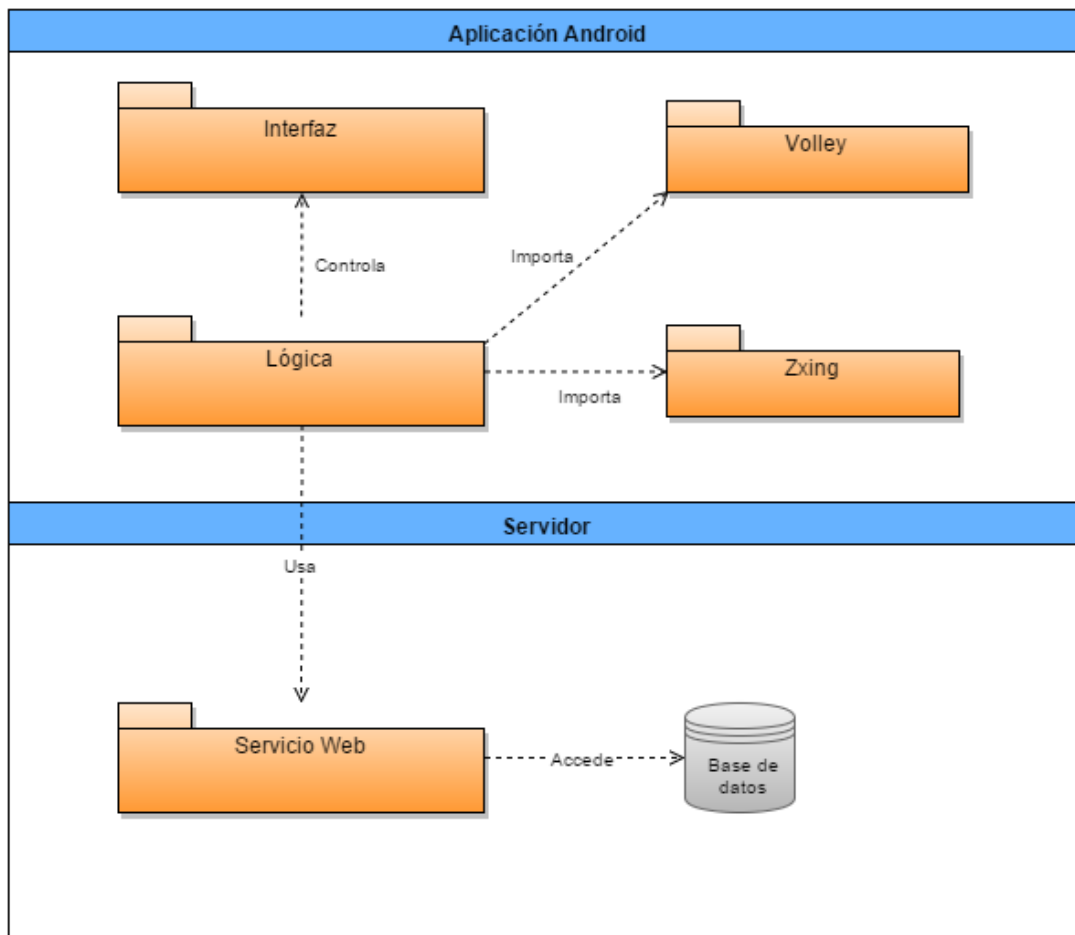 Aplicación Android
Interfaz
Volley
Controla
Importa
Lógica
Zxing
Importa
Servidor
Usa
Servicio Web
Accede
Base de
datos